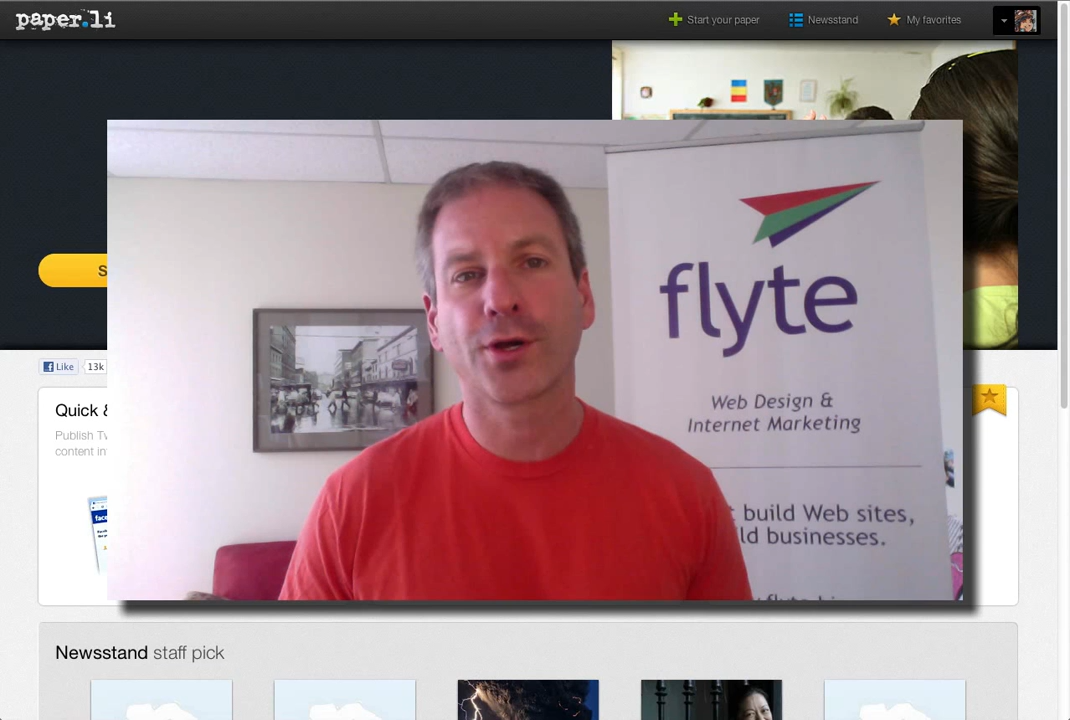 paper.li
Start your paper
Newsstand
My favorites
S
Like
13k
Quick &
Publish Tw
content in
flyte
Web Design &
Internet Marketing
t build Web sites,
ld businesses.
Newsstand staff pick